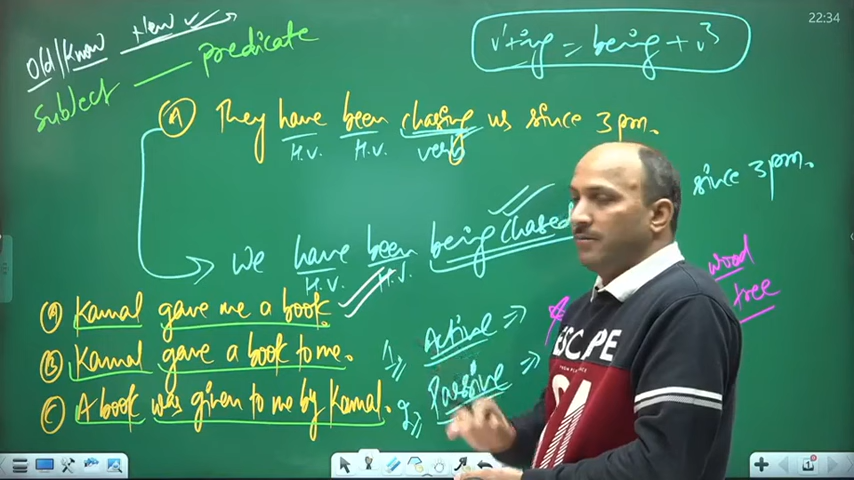 22:34
Old/Know New
Subject predicate
v¹+ing = being + v³
A They have been chasing us since 3 pm.
H.V. H.V. verb
we have been being chased since 3 pm.
H.V. H.V.
A Kamal gave me a book.
B Kamal gave a book to me.
C A book was given to me by Kamal.
1 Active ⇒
2 Passive ⇒
wood
tree
ESCAPE